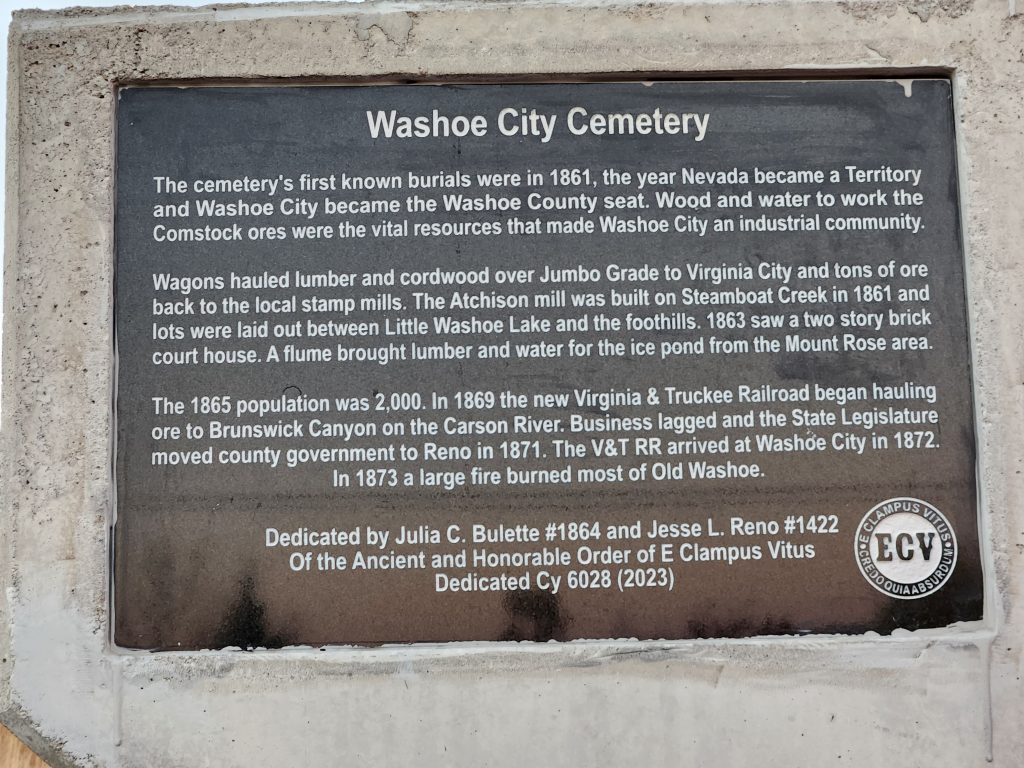 Washoe City Cemetery
The cemetery's first known burials were in 1861, the year Nevada became a Territory
and Washoe City became the Washoe County seat. Wood and water to work the
Comstock ores were the vital resources that made Washoe City an industrial community.
Wagons hauled lumber and cordwood over Jumbo Grade to Virginia City and tons of ore
back to the local stamp mills. The Atchison mill was built on Steamboat Creek in 1861 and
lots were laid out between Little Washoe Lake and the foothills. 1863 saw a two story brick
court house. A flume brought lumber and water for the ice pond from the Mount Rose area.
The 1865 population was 2,000. In 1869 the new Virginia & Truckee Railroad began hauling
ore to Brunswick Canyon on the Carson River. Business lagged and the State Legislature
moved county government to Reno in 1871. The V&T RR arrived at Washoe City in 1872.
In 1873 a large fire burned most of Old Washoe.
Dedicated by Julia C. Bulette #1864 and Jesse L. Reno #1422
Of the Ancient and Honorable Order of E Clampus Vitus
Dedicated Cy 6028 (2023)
E CLAMPUS VITUS
ECV
CREDO QUIA ABSURDUM